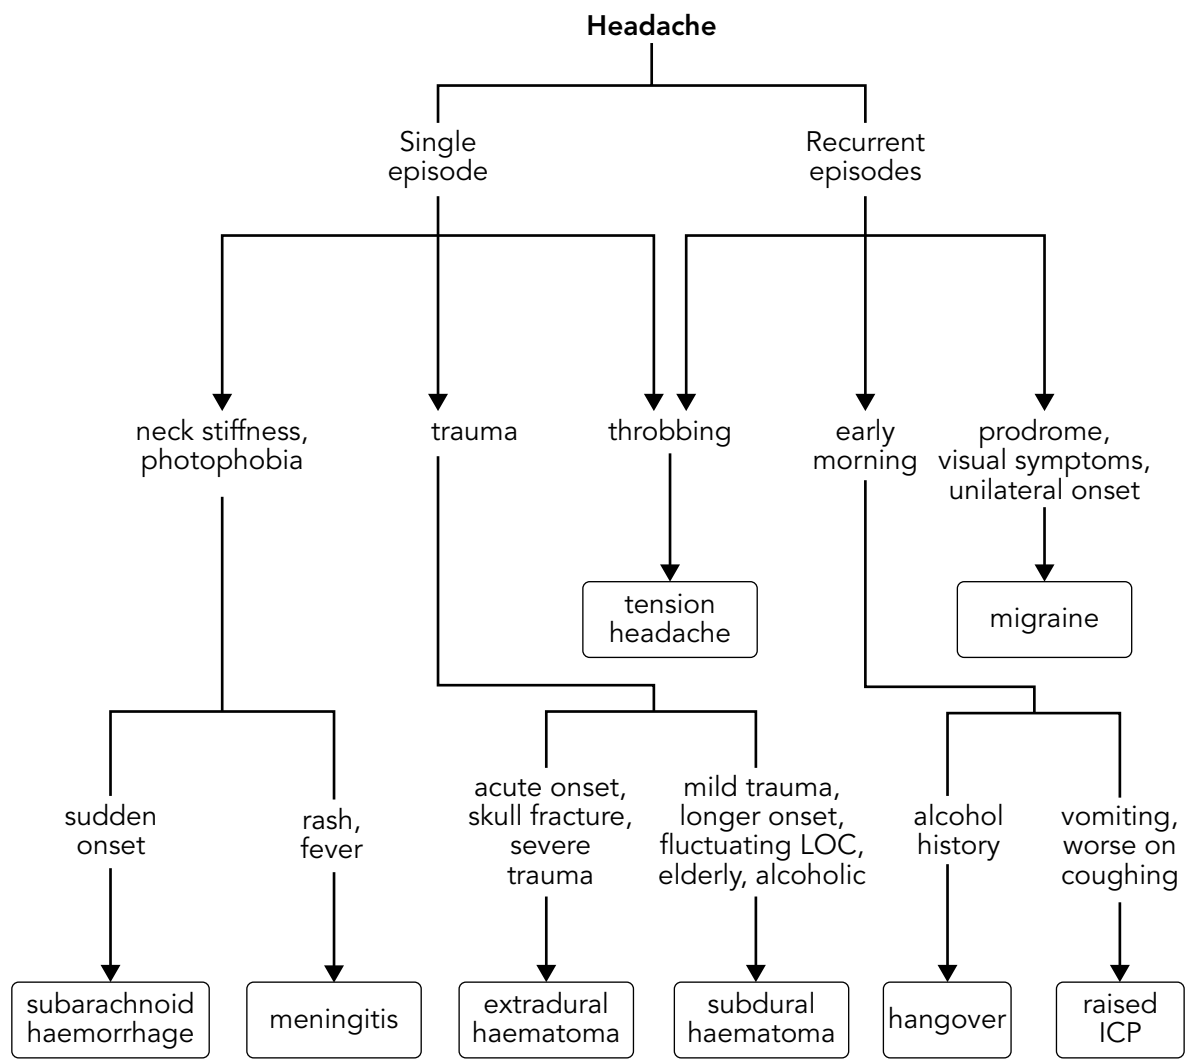 Headache
Single
episode
Recurrent
episodes
neck stiffness,
photophobia
trauma
throbbing
early
morning
prodrome,
visual symptoms,
unilateral onset
tension
headache
migraine
sudden
onset
rash,
fever
acute onset,
skull fracture,
severe
trauma
mild trauma,
longer onset,
fluctuating LOC,
elderly, alcoholic
alcohol
history
vomiting,
worse on
coughing
subarachnoid
haemorrhage
meningitis
extradural
haematoma
subdural
haematoma
hangover
raised
ICP